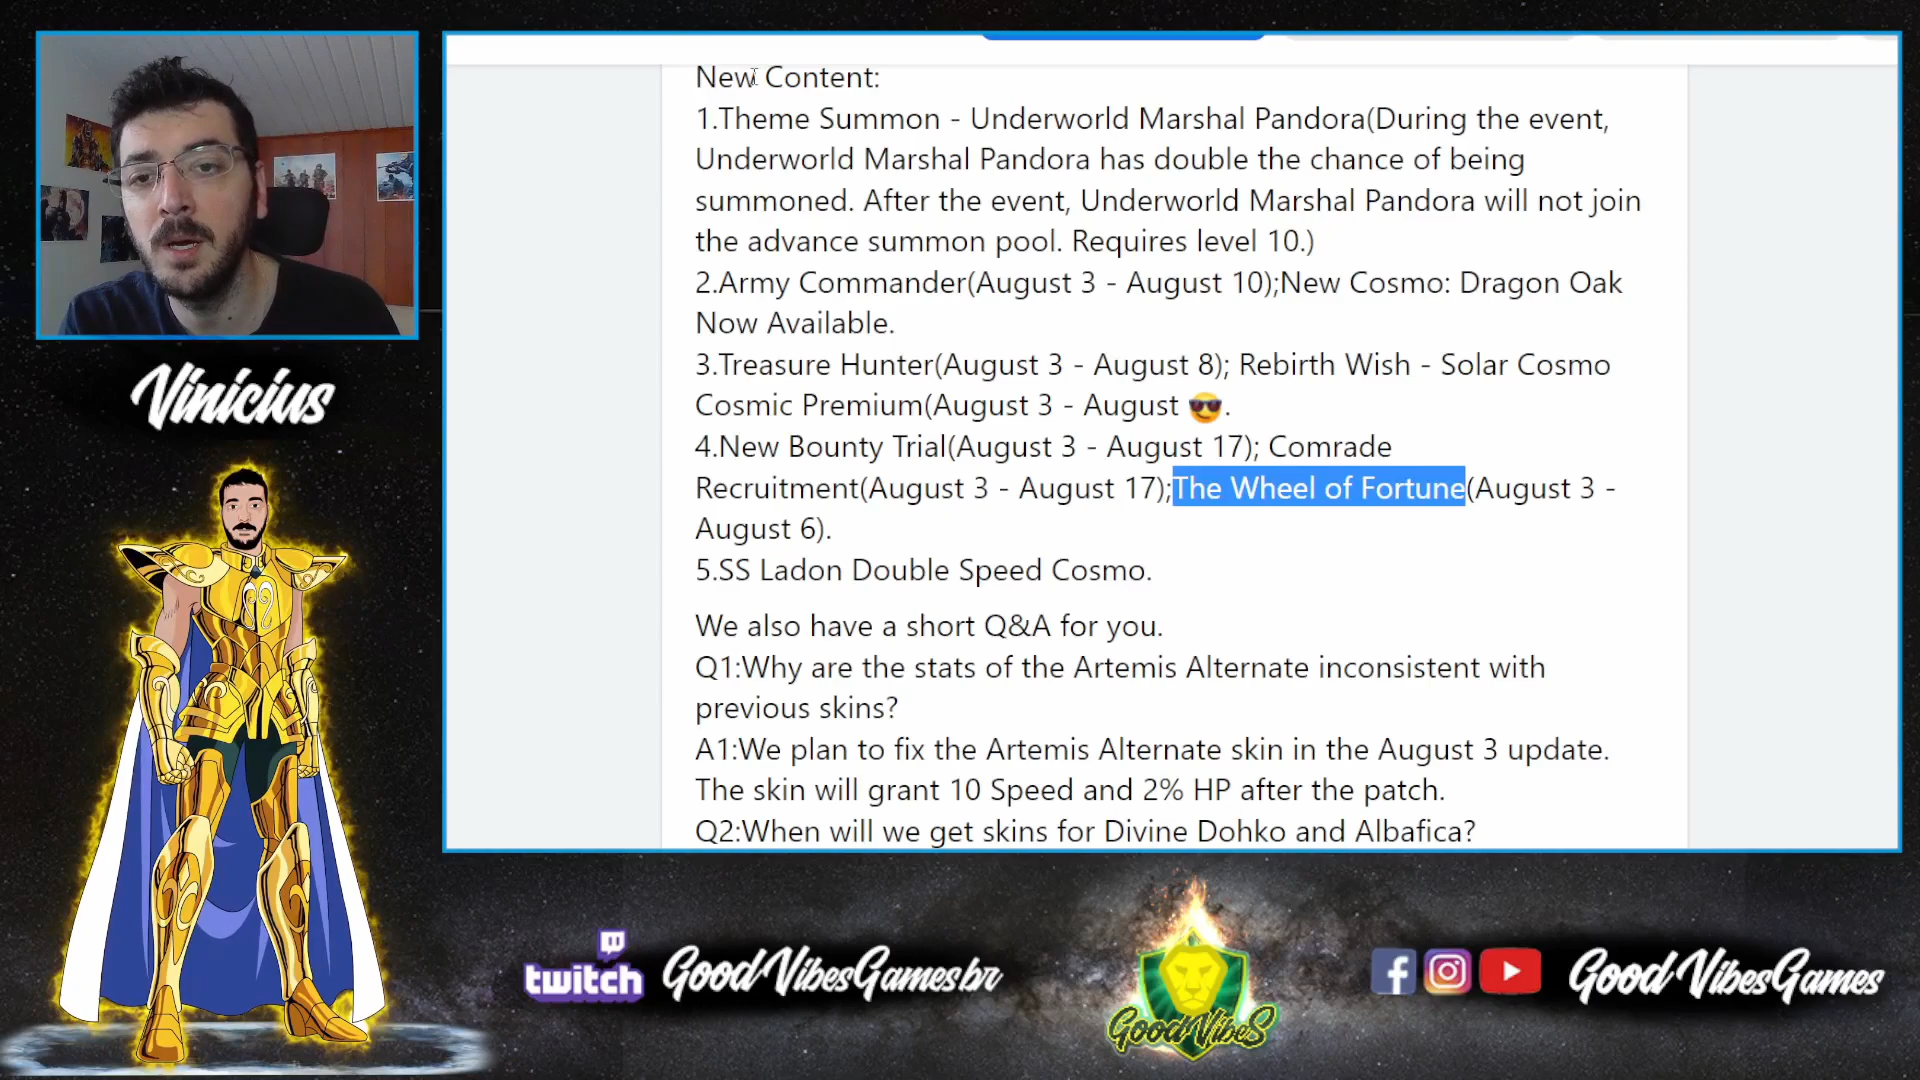 New Content:
1.Theme Summon - Underworld Marshal Pandora(During the event,
Underworld Marshal Pandora has double the chance of being
summoned. After the event, Underworld Marshal Pandora will not join
the advance summon pool. Requires level 10.)
2.Army Commander(August 3 - August 10);New Cosmo: Dragon Oak
Now Available.
3.Treasure Hunter(August 3 - August 8); Rebirth Wish - Solar Cosmo
Cosmic Premium(August 3 - August 😎.
4.New Bounty Trial(August 3 - August 17); Comrade
Recruitment(August 3 - August 17);The Wheel of Fortune(August 3 -
August 6).
5.SS Ladon Double Speed Cosmo.
We also have a short Q&A for you.
Q1:Why are the stats of the Artemis Alternate inconsistent with
previous skins?
A1:We plan to fix the Artemis Alternate skin in the August 3 update.
The skin will grant 10 Speed and 2% HP after the patch.
Q2:When will we get skins for Divine Dohko and Albafica?
Vinicius
twitch GoodVibesGamesbr
GoodVibeS
GoodVibesGames